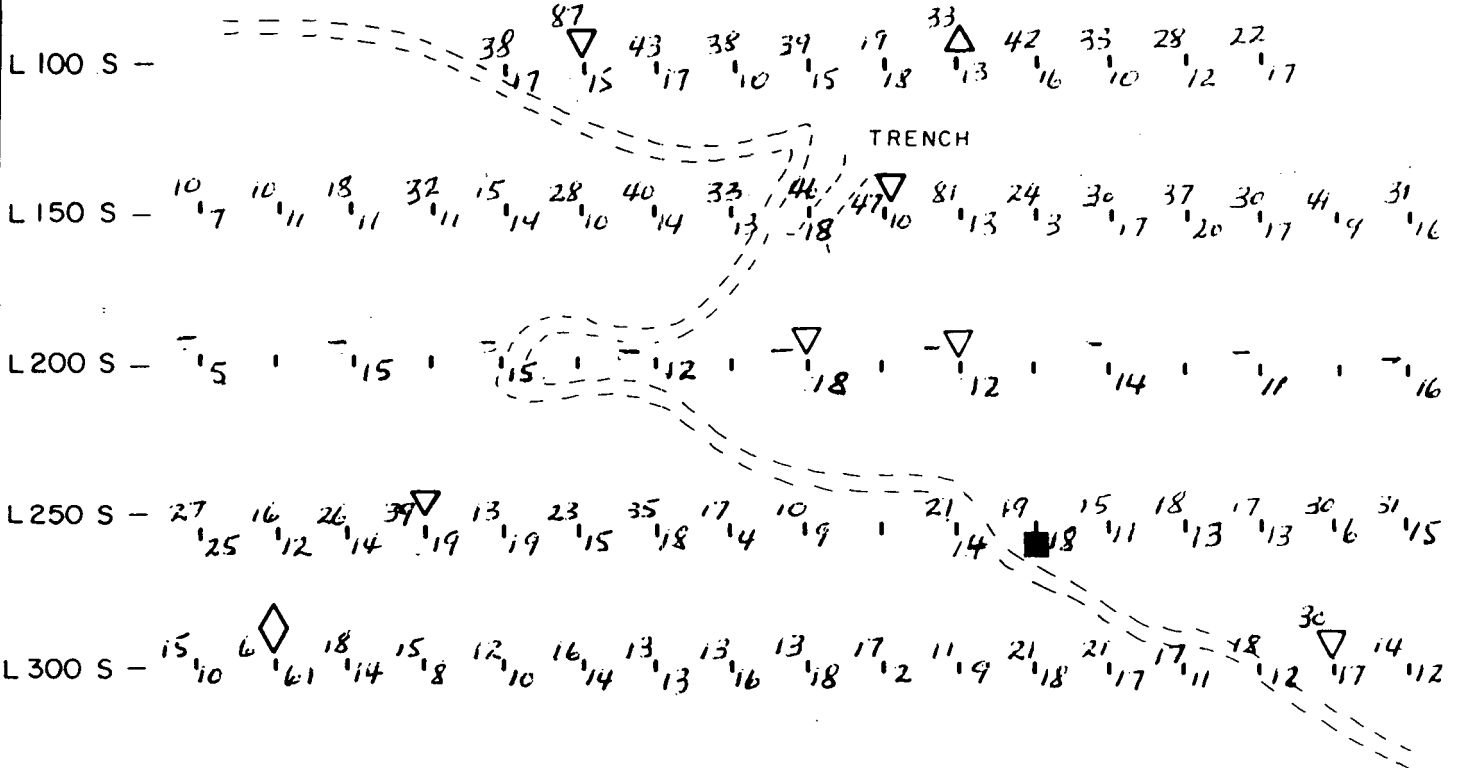 87 33
38 43 38 39 19 42 35 28 22
L 100 S – 17 15 17 10 15 18 13 16 10 12 17
TRENCH
10 10 18 32 15 28 40 33 46 47 81 24 30 37 30 41 31
L 150 S – 7 11 11 11 14 10 14 13 18 10 13 3 17 20 17 9 16
– – – – – – – – –
L 200 S – 5 15 15 12 18 12 14 11 16
27 16 26 39 13 23 35 17 10 21 19 15 18 17 30 31
L 250 S – 25 12 14 19 19 15 18 4 9 14 18 11 13 13 6 15
30
15 6 18 15 12 16 13 13 13 17 11 21 21 17 18 14
L 300 S – 10 61 14 8 10 14 13 16 18 2 9 18 17 11 12 17 12